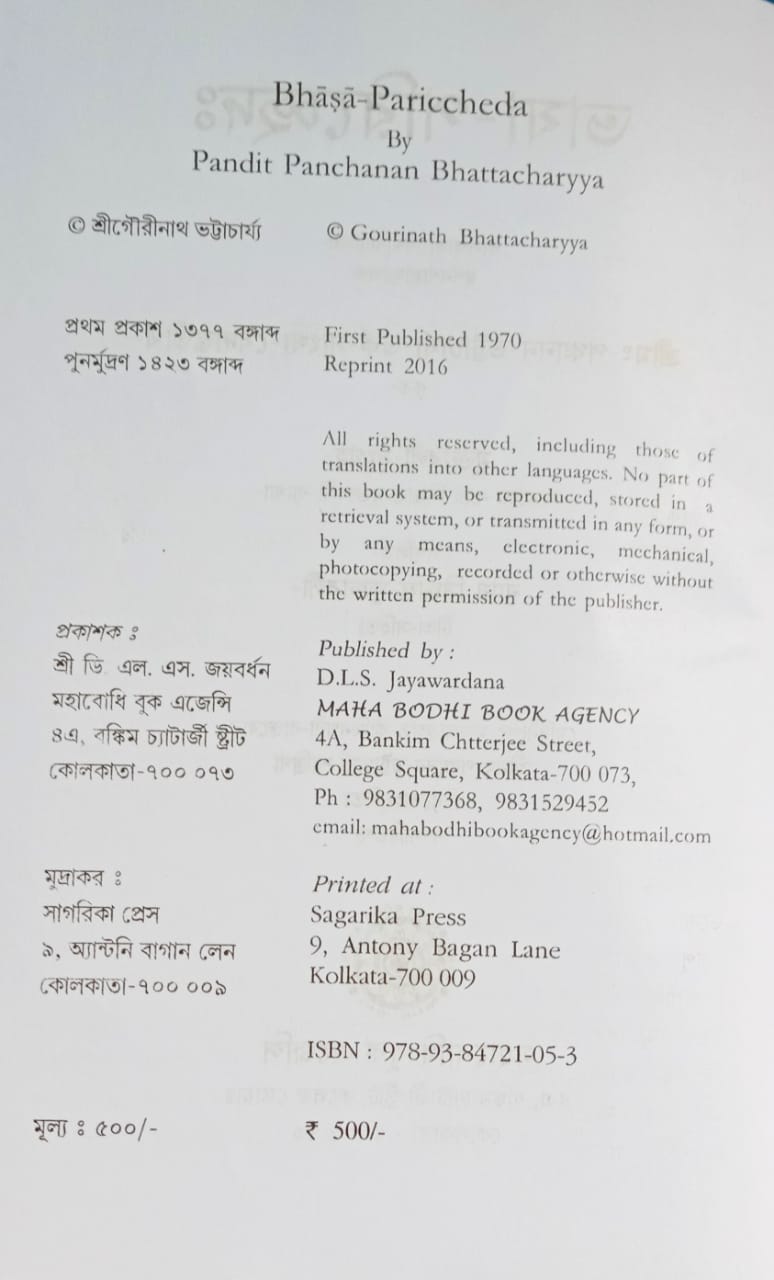 Bhāṣā-Pariccheda
By
Pandit Panchanan Bhattacharyya
© শ্রীগৌরীনাথ ভট্টাচার্য্য
© Gourinath Bhattacharyya
প্রথম প্রকাশ ১৩৭৭ বঙ্গাব্দ
First Published 1970
পূনর্মূদ্রণ ১৪২৩ বঙ্গাব্দ
Reprint 2016
All rights reserved, including those of
translations into other languages. No part of
this book may be reproduced, stored in a
retrieval system, or transmitted in any form, or
by any means, electronic, mechanical,
photocopying, recorded or otherwise without
the written permission of the publisher.
প্রকাশক ঃ
শ্রী ডি. এল. এস. জয়বর্ধন
মহাবোধি বুক এজেন্সি
৪এ, বঙ্কিম চ্যাটার্জী স্ট্রীট
কোলকাতা-৭০০ ০৭৩
Published by :
D.L.S. Jayawardana
MAHA BODHI BOOK AGENCY
4A, Bankim Chtterjee Street,
College Square, Kolkata-700 073,
Ph : 9831077368, 9831529452
email: mahabodhibookagency@hotmail.com
মূদ্রাকর ঃ
সাগরিকা প্রেস
৯, অ্যান্টনি বাগান লেন
কোলকাতা-৭০০ ০০৯
Printed at :
Sagarika Press
9, Antony Bagan Lane
Kolkata-700 009
ISBN : 978-93-84721-05-3
মূল্য ঃ ৫০০/-
₹ 500/-